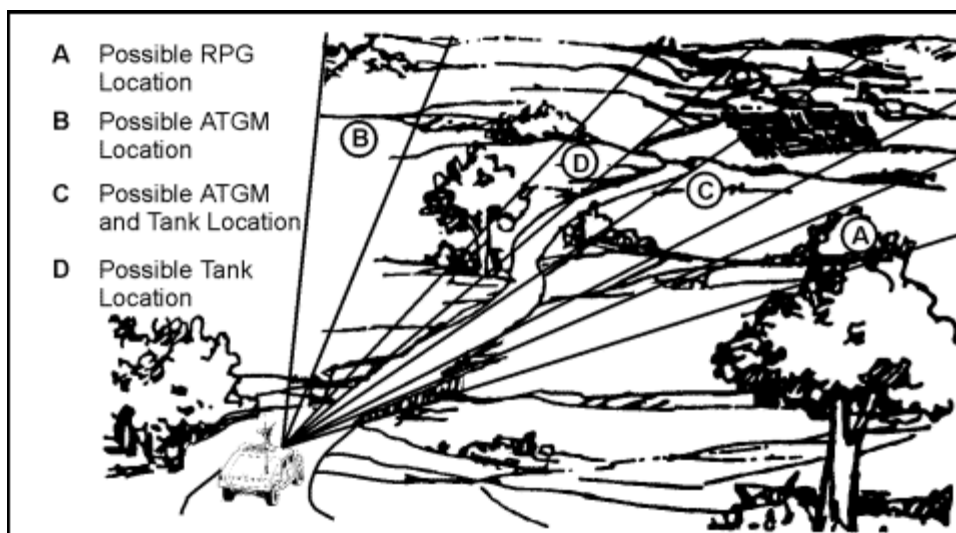 A Possible RPG
Location
B Possible ATGM
Location
C Possible ATGM
and Tank Location
D Possible Tank
Location
B
D
C
A